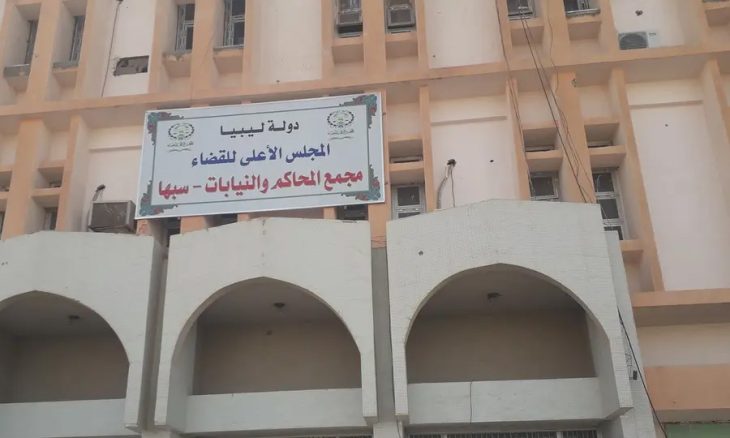 دولة ليبيا
المجلس الأعلى للقضاء
مجمع المحاكم والنيابات - سبها